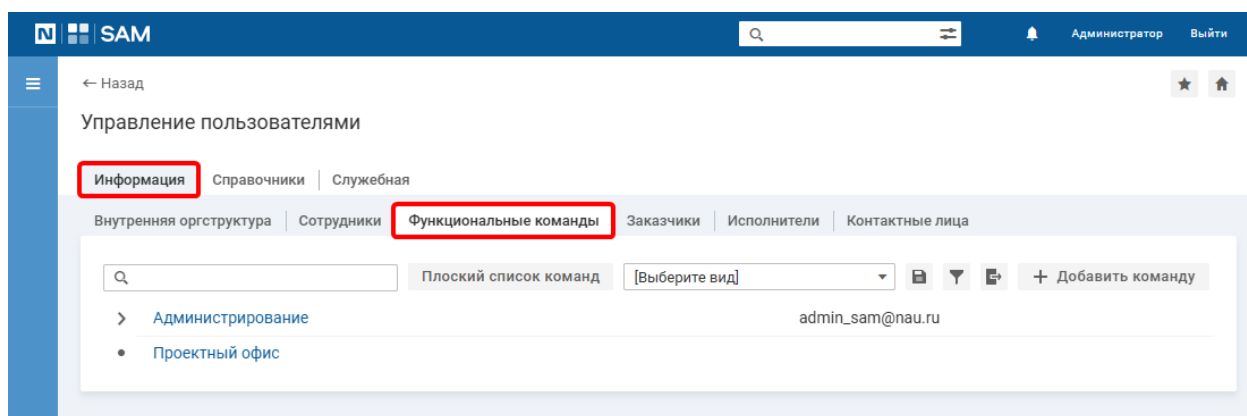 N SAM Администратор Выйти
← Назад
Управление пользователями
Информация Справочники Служебная
Внутренняя оргструктура Сотрудники Функциональные команды Заказчики Исполнители Контактные лица
Плоский список команд [Выберите вид] + Добавить команду
Администрирование admin_sam@nau.ru
Проектный офис